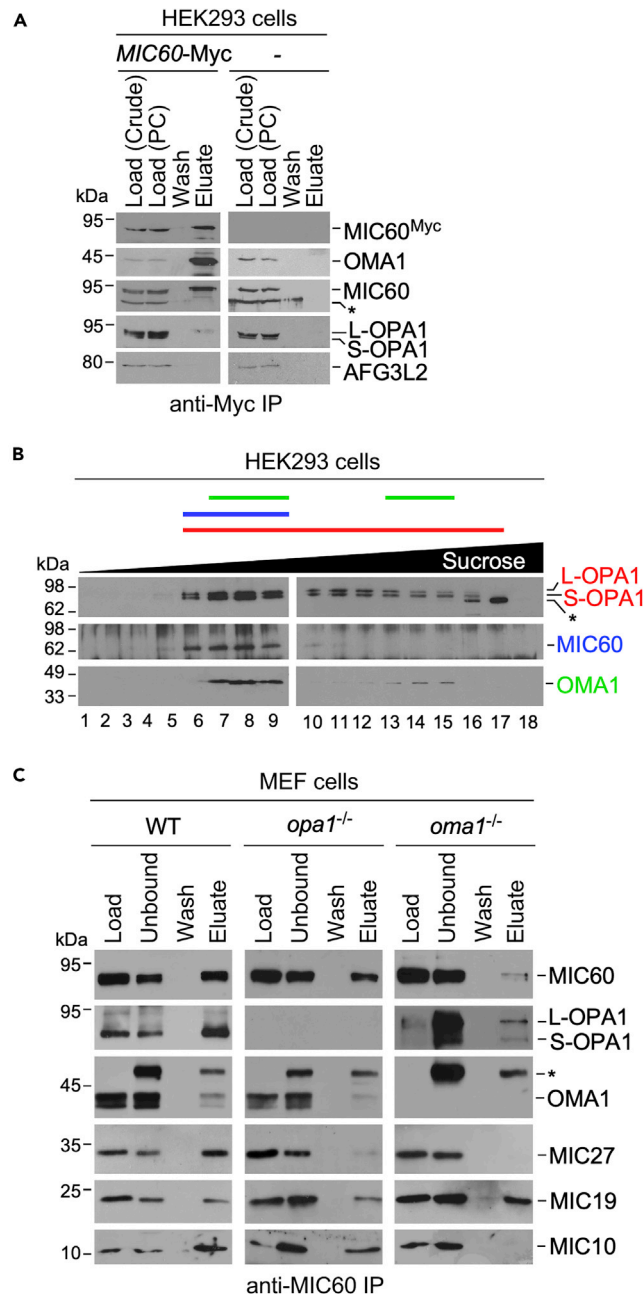 A
HEK293 cells
MIC60-Myc -
Load (Crude) Load (PC) Wash Eluate Load (Crude) Load (PC) Wash Eluate
kDa
95 MIC60Myc
45 OMA1
95 MIC60
*
95 L-OPA1
S-OPA1
80 AFG3L2
anti-Myc IP
B
HEK293 cells
Sucrose
kDa
98 L-OPA1
S-OPA1
62 *
98
62 MIC60
49 OMA1
33
1 2 3 4 5 6 7 8 9 10 11 12 13 14 15 16 17 18
C
MEF cells
WT opa1-/- oma1-/-
Load Unbound Wash Eluate Load Unbound Wash Eluate Load Unbound Wash Eluate
kDa
95 MIC60
95 L-OPA1
S-OPA1
*
45 OMA1
35 MIC27
25 MIC19
10 MIC10
anti-MIC60 IP